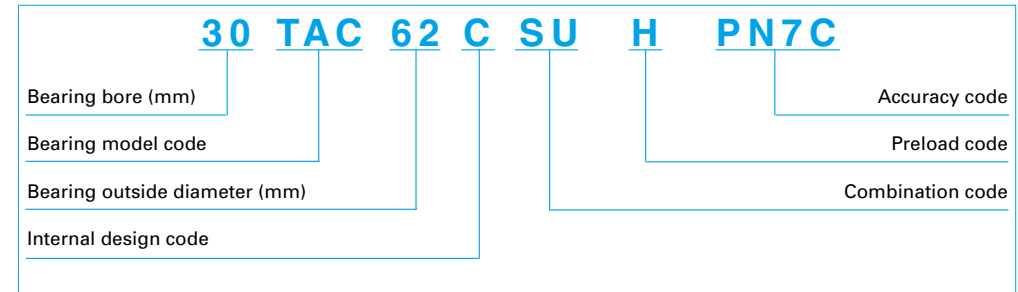 30 TAC 62 C SU H PN7C
Bearing bore (mm)
Accuracy code
Bearing model code
Preload code
Bearing outside diameter (mm)
Combination code
Internal design code